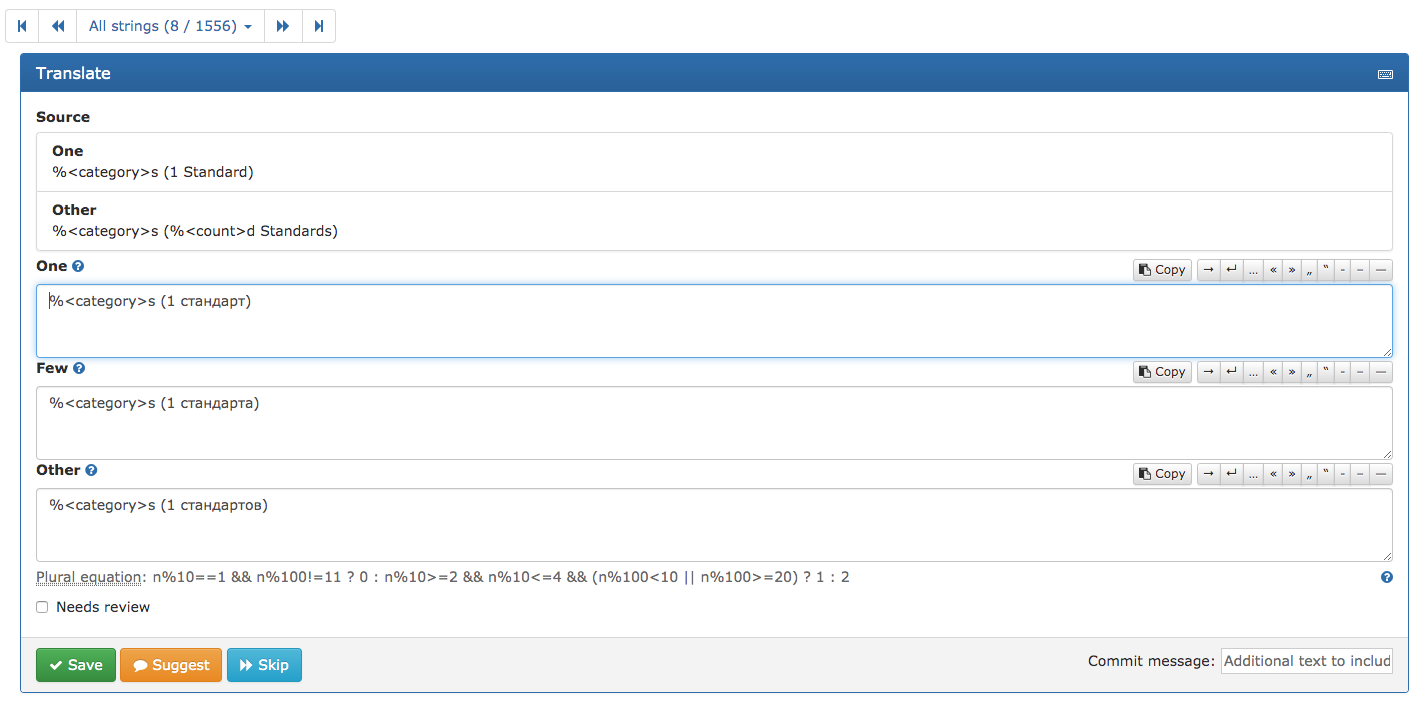 All strings (8 / 1556)
Translate
Source
One
%<category>s (1 Standard)
Other
%<category>s (%<count>d Standards)
One
Copy → ↵ … « » „ “ - – —
%<category>s (1 стандарт)
Few
Copy → ↵ … « » „ “ - – —
%<category>s (1 стандарта)
Other
Copy → ↵ … « » „ “ - – —
%<category>s (1 стандартов)
Plural equation: n%10==1 && n%100!=11 ? 0 : n%10>=2 && n%10<=4 && (n%100<10 || n%100>=20) ? 1 : 2
Needs review
Save Suggest Skip Commit message: Additional text to includ